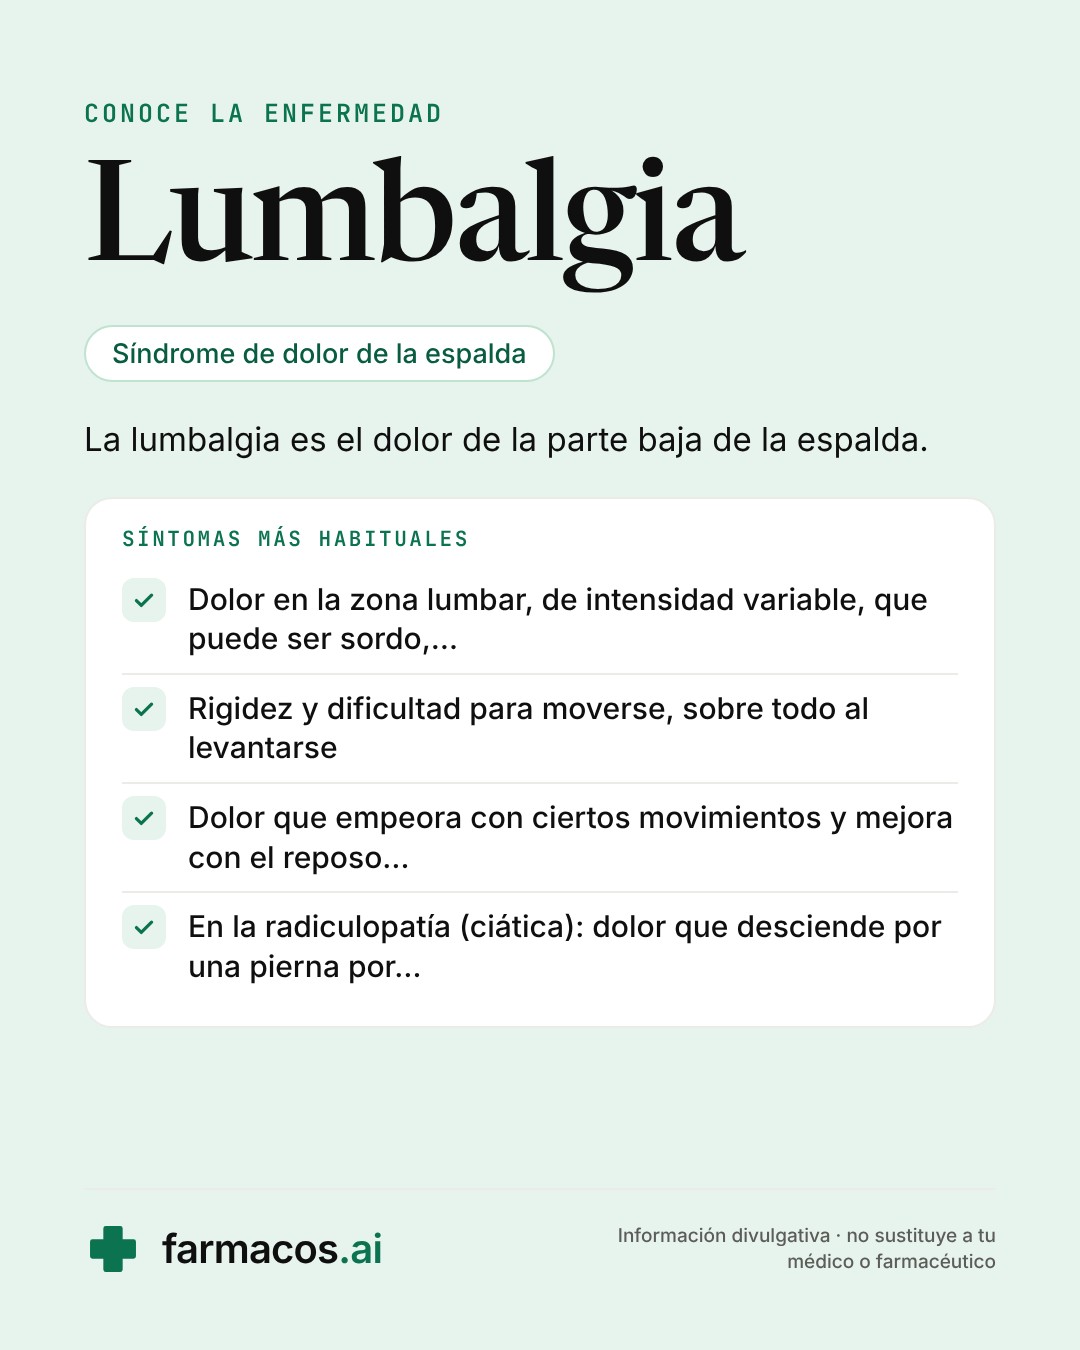 CONOCE LA ENFERMEDAD
Lumbalgia
Síndrome de dolor de la espalda
La lumbalgia es el dolor de la parte baja de la espalda.
SÍNTOMAS MÁS HABITUALES
Dolor en la zona lumbar, de intensidad variable, que
puede ser sordo,…
Rigidez y dificultad para moverse, sobre todo al
levantarse
Dolor que empeora con ciertos movimientos y mejora
con el reposo…
En la radiculopatía (ciática): dolor que desciende por
una pierna por…
farmacos.ai
Información divulgativa · no sustituye a tu
médico o farmacéutico